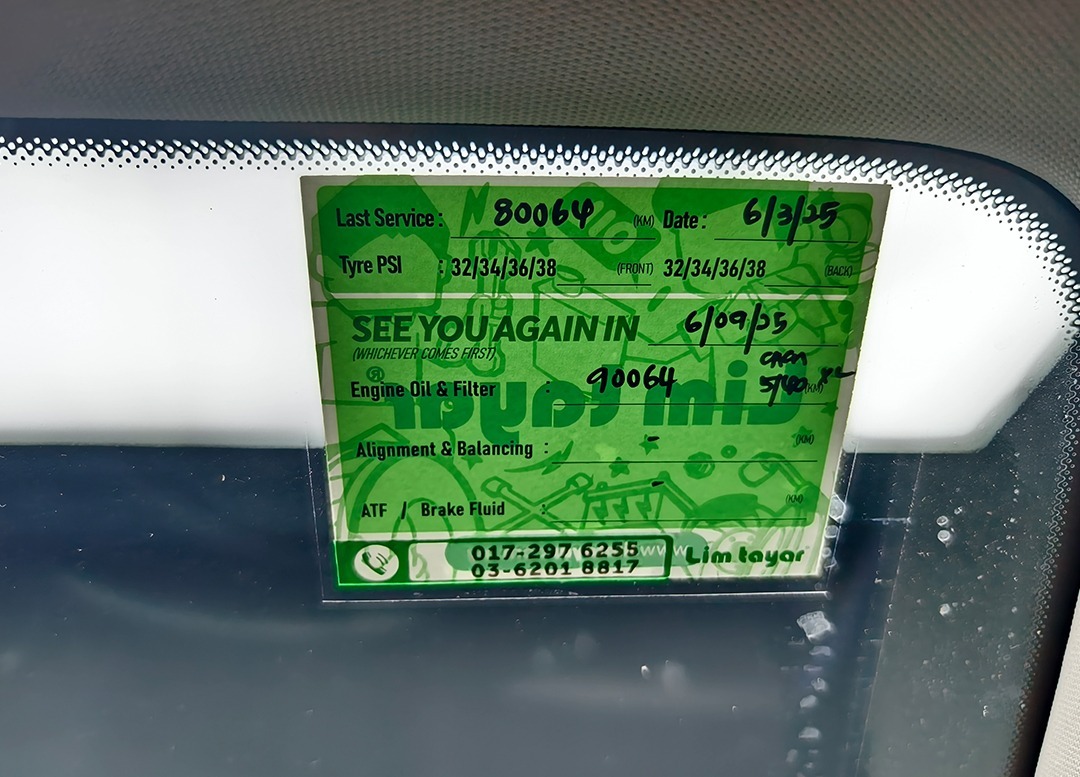 Last Service : 80064 (KM) Date : 6/3/25
Tyre PSI : 32/34/36/38 (FRONT) 32/34/36/38 (BACK)
SEE YOU AGAIN IN 6/09/25
(WHICHEVER COMES FIRST)
Engine Oil & Filter : 90064 5/40 (KM)
Alignment & Balancing : - (KM)
ATF / Brake Fluid : - (KM)
017-297 6255
03-6201 8817
Lim tayar